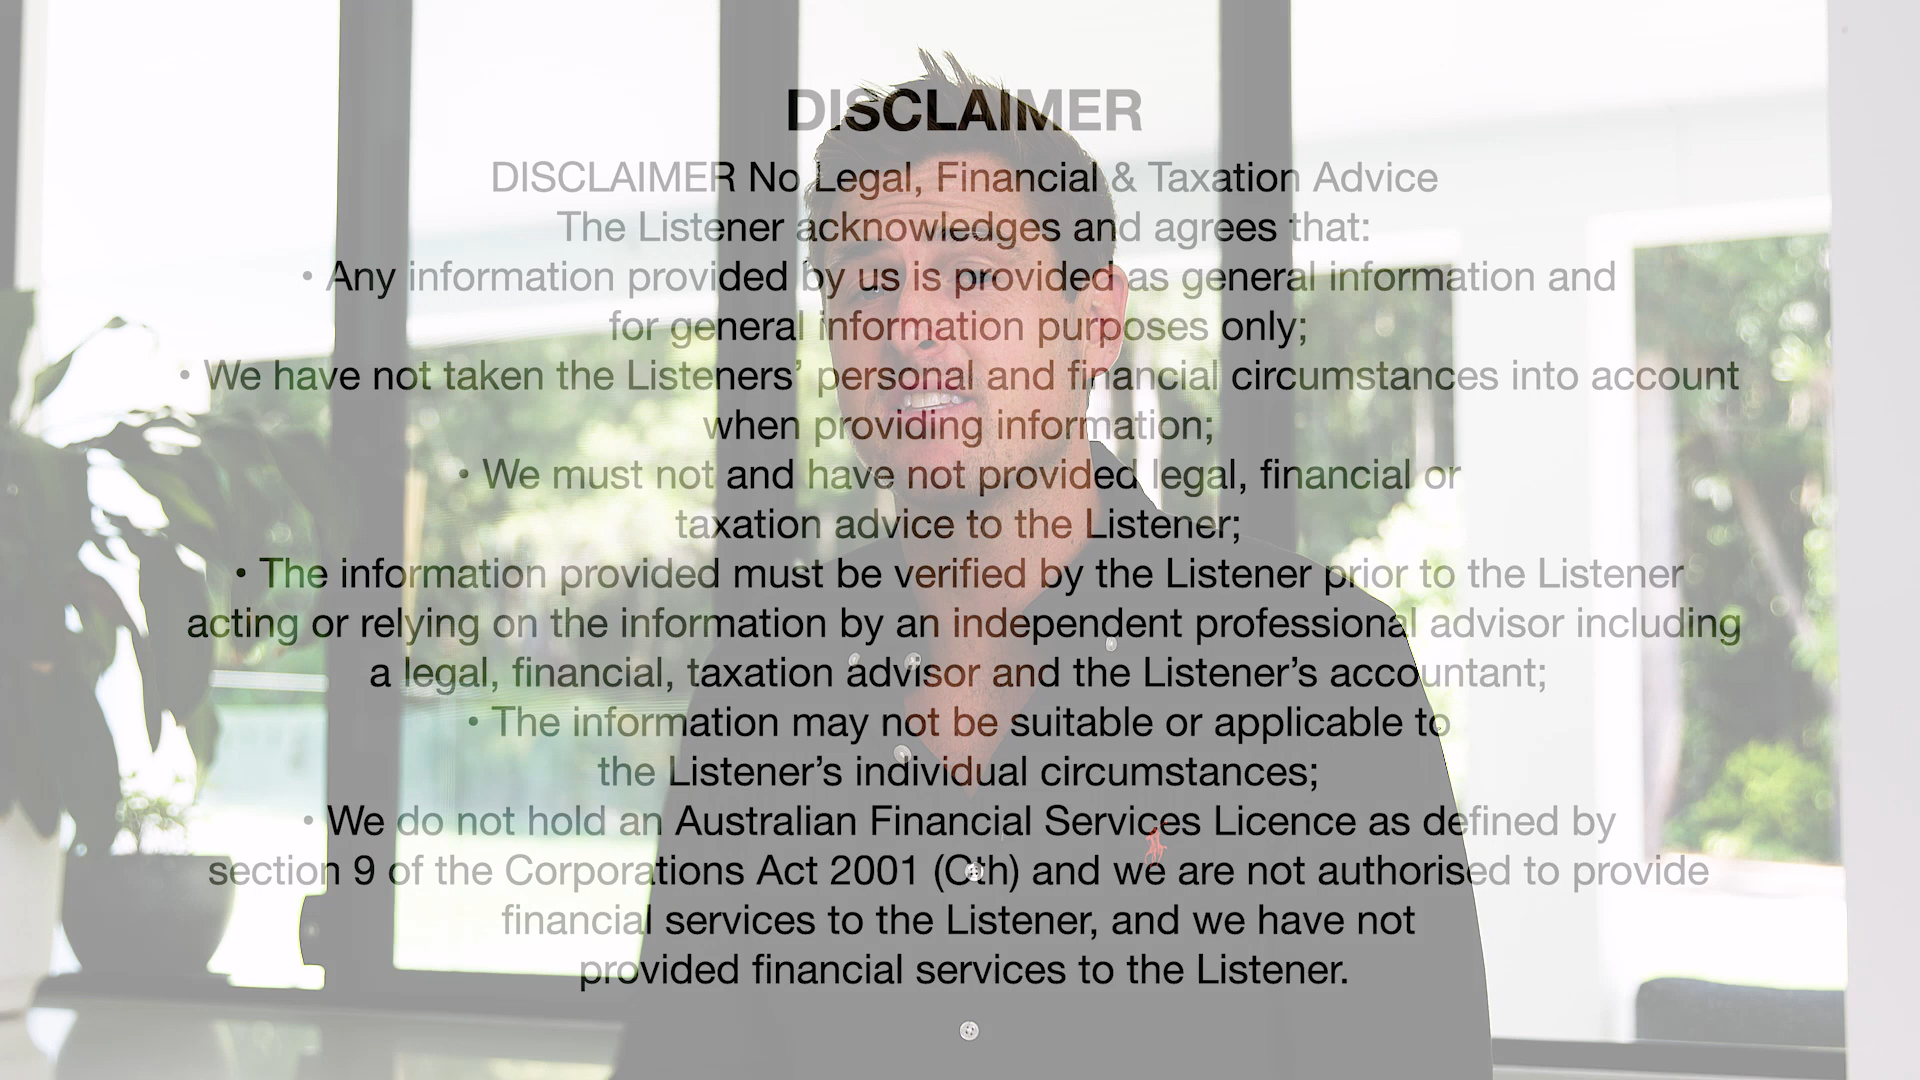 DISCLAIMER
DISCLAIMER No Legal, Financial & Taxation Advice
The Listener acknowledges and agrees that:
• Any information provided by us is provided as general information and
for general information purposes only;
• We have not taken the Listeners’ personal and financial circumstances into account
when providing information;
• We must not and have not provided legal, financial or
taxation advice to the Listener;
• The information provided must be verified by the Listener prior to the Listener
acting or relying on the information by an independent professional advisor including
a legal, financial, taxation advisor and the Listener’s accountant;
• The information may not be suitable or applicable to
the Listener’s individual circumstances;
• We do not hold an Australian Financial Services Licence as defined by
section 9 of the Corporations Act 2001 (Cth) and we are not authorised to provide
financial services to the Listener, and we have not
provided financial services to the Listener.